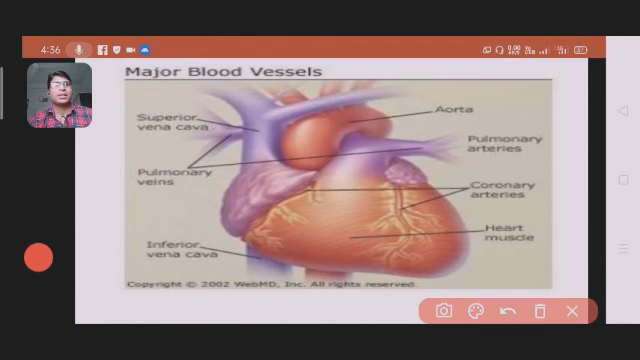 4:36
Major Blood Vessels
Superior
vena cava
Aorta
Pulmonary
arteries
Pulmonary
veins
Coronary
arteries
Heart
muscle
Inferior
vena cava
Copyright © 2002 WebMD, Inc. All rights reserved.